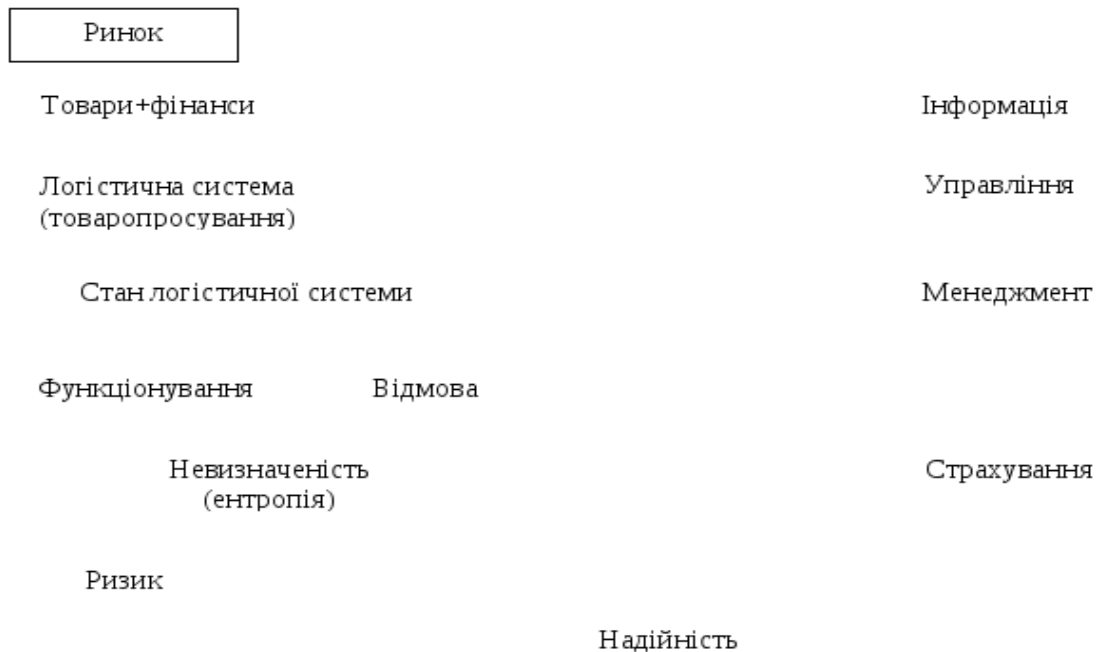 Ринок
Товари+фінанси
Інформація
Логістична система
(товаропросування)
Управління
Стан логістичної системи
Менеджмент
Функціонування
Відмова
Невизначеність
(ентропія)
Страхування
Ризик
Надійність